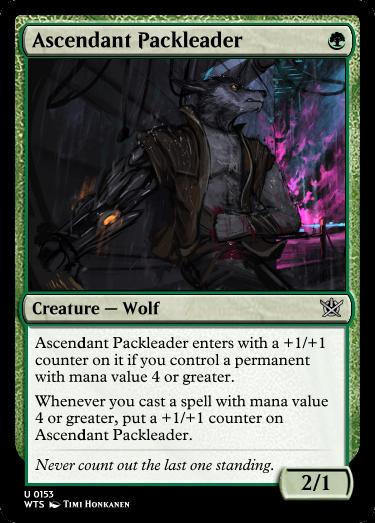 Ascendant Packleader
Creature — Wolf
Ascendant Packleader enters with a +1/+1
counter on it if you control a permanent
with mana value 4 or greater.
Whenever you cast a spell with mana value
4 or greater, put a +1/+1 counter on
Ascendant Packleader.
Never count out the last one standing.
2/1
U 0153
WTS Timi Honkanen